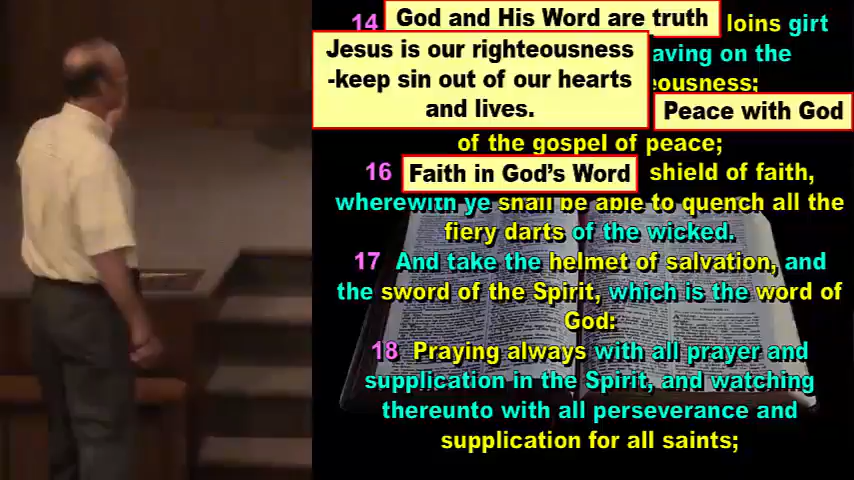 14 God and His Word are truth loins girt
Jesus is our righteousness aving on the
-keep sin out of our hearts eousness;
and lives. Peace with God
of the gospel of peace;
16 Faith in God's Word shield of faith,
wherewith ye shall be able to quench all the
fiery darts of the wicked.
17 And take the helmet of salvation, and
the sword of the Spirit, which is the word of
God:
18 Praying always with all prayer and
supplication in the Spirit, and watching
thereunto with all perseverance and
supplication for all saints;